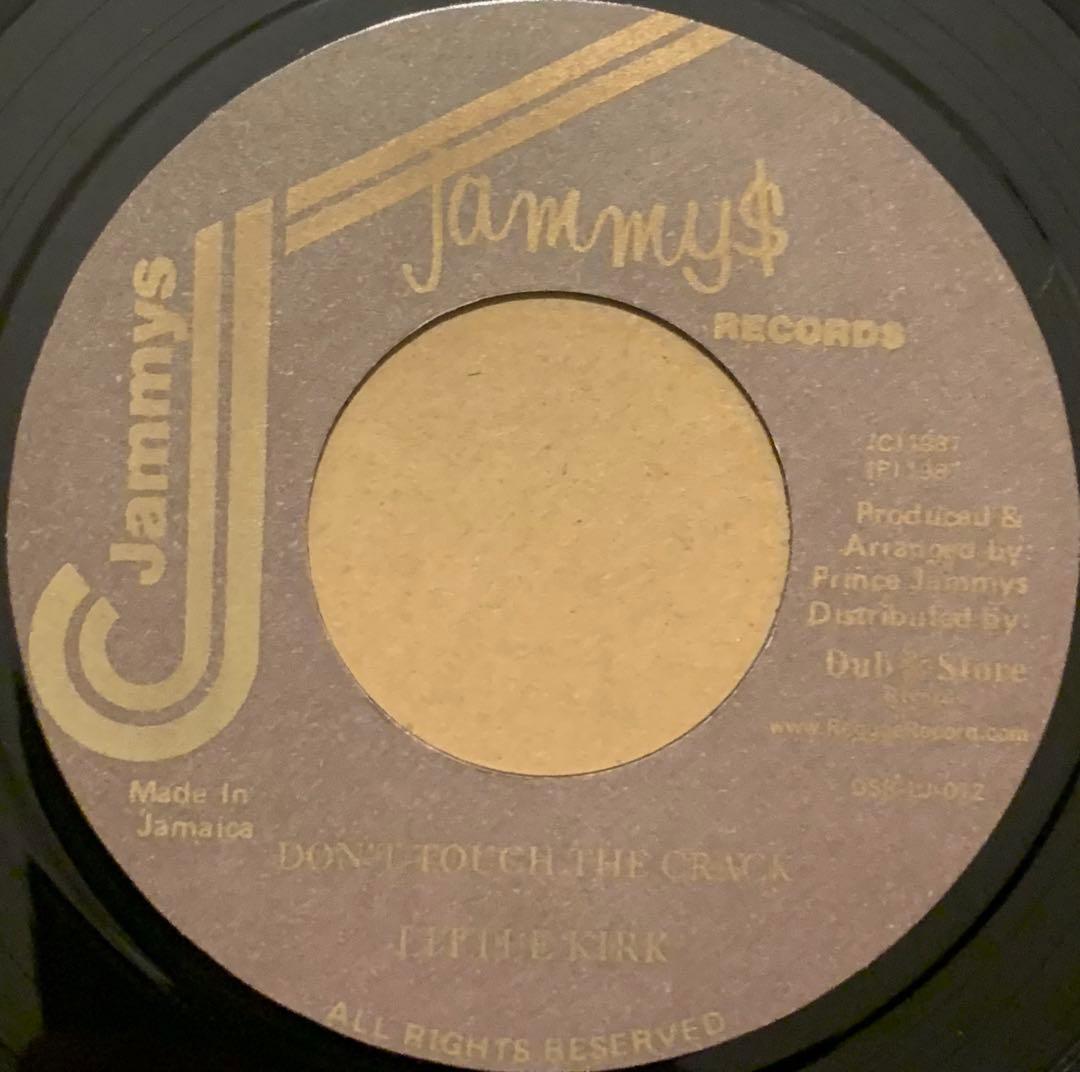 Jammy$
RECORDS
Jammys
(C) 1987
(P) 1987
Produced &
Arranged by:
Prince Jammys
Distributed by:
Dub Store
www.ReggaeRecord.com
Made In
Jamaica
DON'T TOUCH THE CRACK
LITTLE KIRK
ALL RIGHTS RESERVED